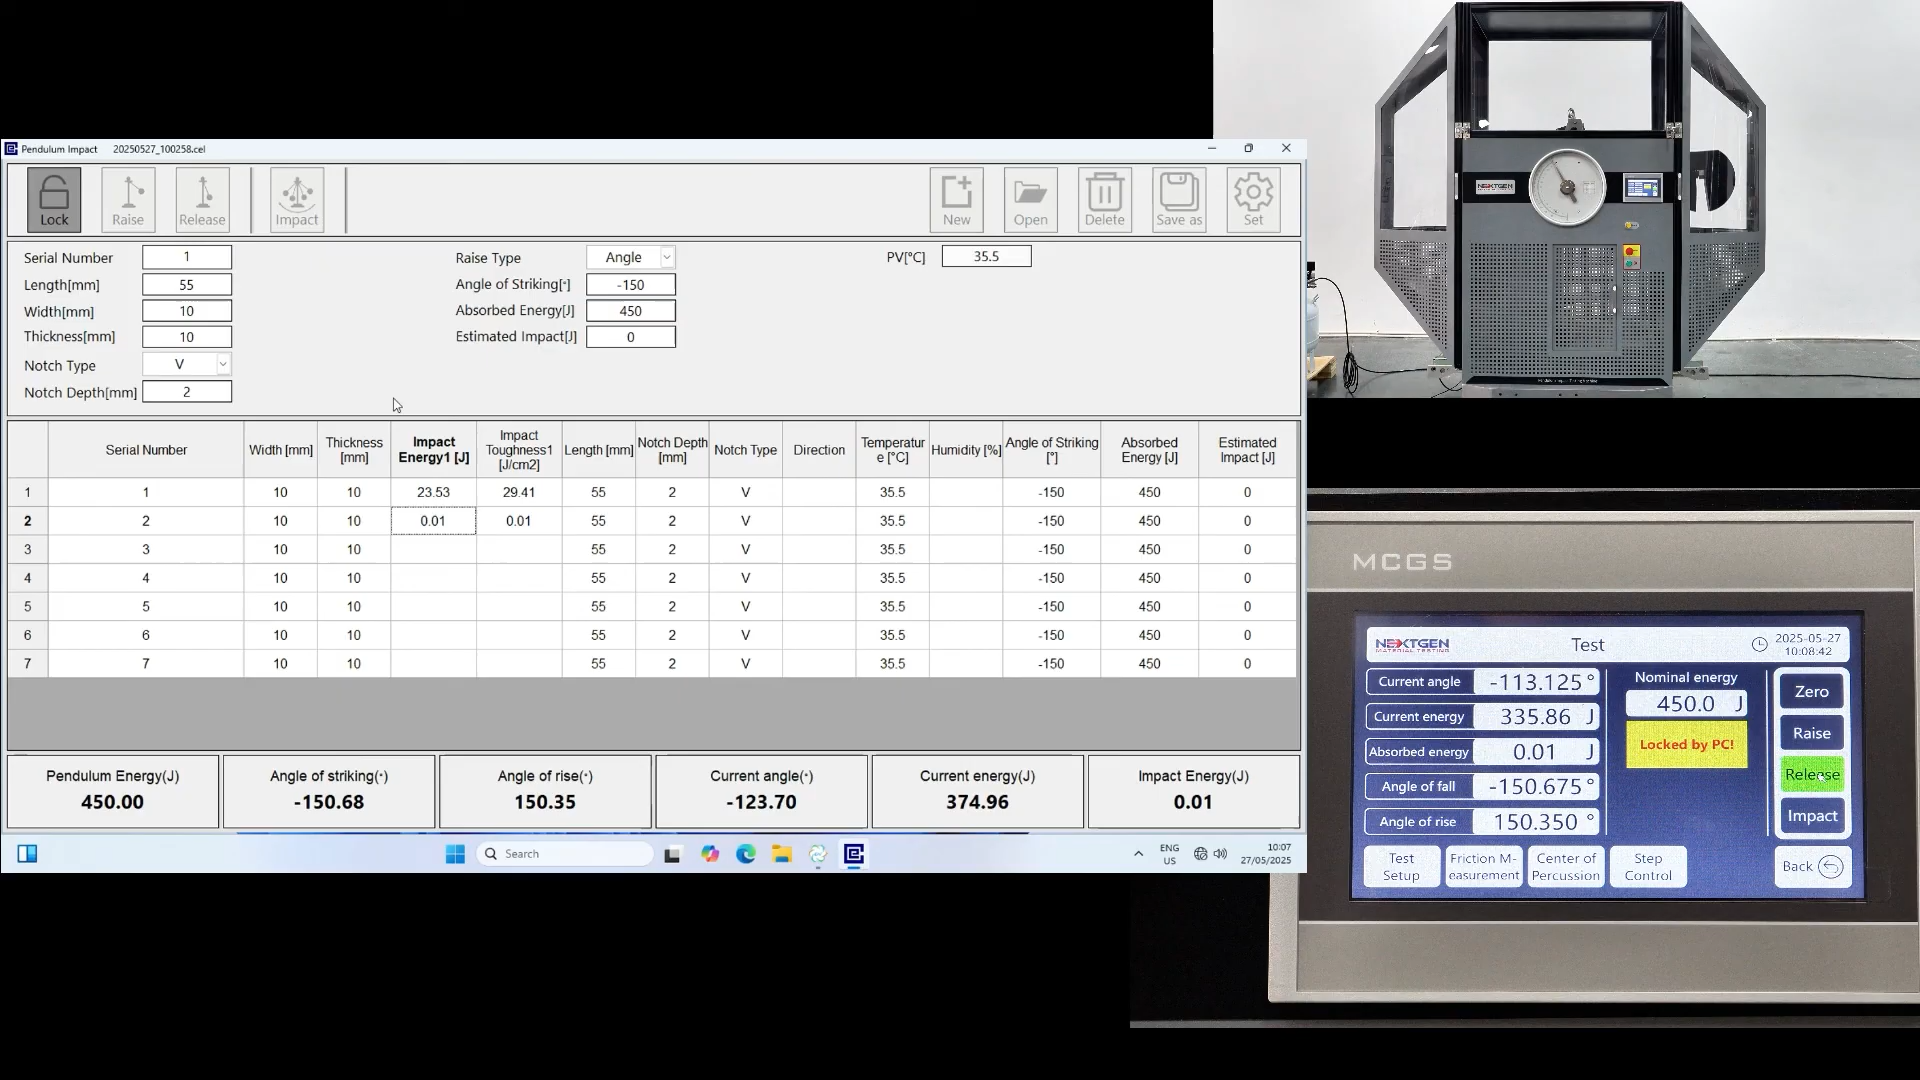 Pendulum Impact 20250527_100258.cel
Lock Raise Release Impact New Open Delete Save as Set
Serial Number 1 Raise Type Angle PV[°C] 35.5
Length[mm] 55 Angle of Striking[°] -150
Width[mm] 10 Absorbed Energy[J] 450
Thickness[mm] 10 Estimated Impact[J] 0
Notch Type V
Notch Depth[mm] 2
Serial Number Width [mm] Thickness [mm] Impact Energy1 [J] Impact Toughness1 [J/cm2] Length [mm] Notch Depth [mm] Notch Type Direction Temperatur e [°C] Humidity [%] Angle of Striking [°] Absorbed Energy [J] Estimated Impact [J]
1 1 10 10 23.53 29.41 55 2 V 35.5 -150 450 0
2 2 10 10 0.01 0.01 55 2 V 35.5 -150 450 0
3 3 10 10 55 2 V 35.5 -150 450 0
4 4 10 10 55 2 V 35.5 -150 450 0
5 5 10 10 55 2 V 35.5 -150 450 0
6 6 10 10 55 2 V 35.5 -150 450 0
7 7 10 10 55 2 V 35.5 -150 450 0
Pendulum Energy(J) Angle of striking(°) Angle of rise(°) Current angle(°) Current energy(J) Impact Energy(J)
450.00 -150.68 150.35 -123.70 374.96 0.01
Search
ENG
US
10:07
27/05/2025
NEXTGEN
Pendulum Impact Testing Machine
MCGS
NEXTGEN
MATERIAL TESTING
Test
2025-05-27
10:08:42
Current angle -113.125 °
Current energy 335.86 J
Absorbed energy 0.01 J
Angle of fall -150.675 °
Angle of rise 150.350 °
Nominal energy
450.0 J
Locked by PC!
Zero
Raise
Release
Impact
Test Setup
Friction M-easurement
Center of Percussion
Step Control
Back